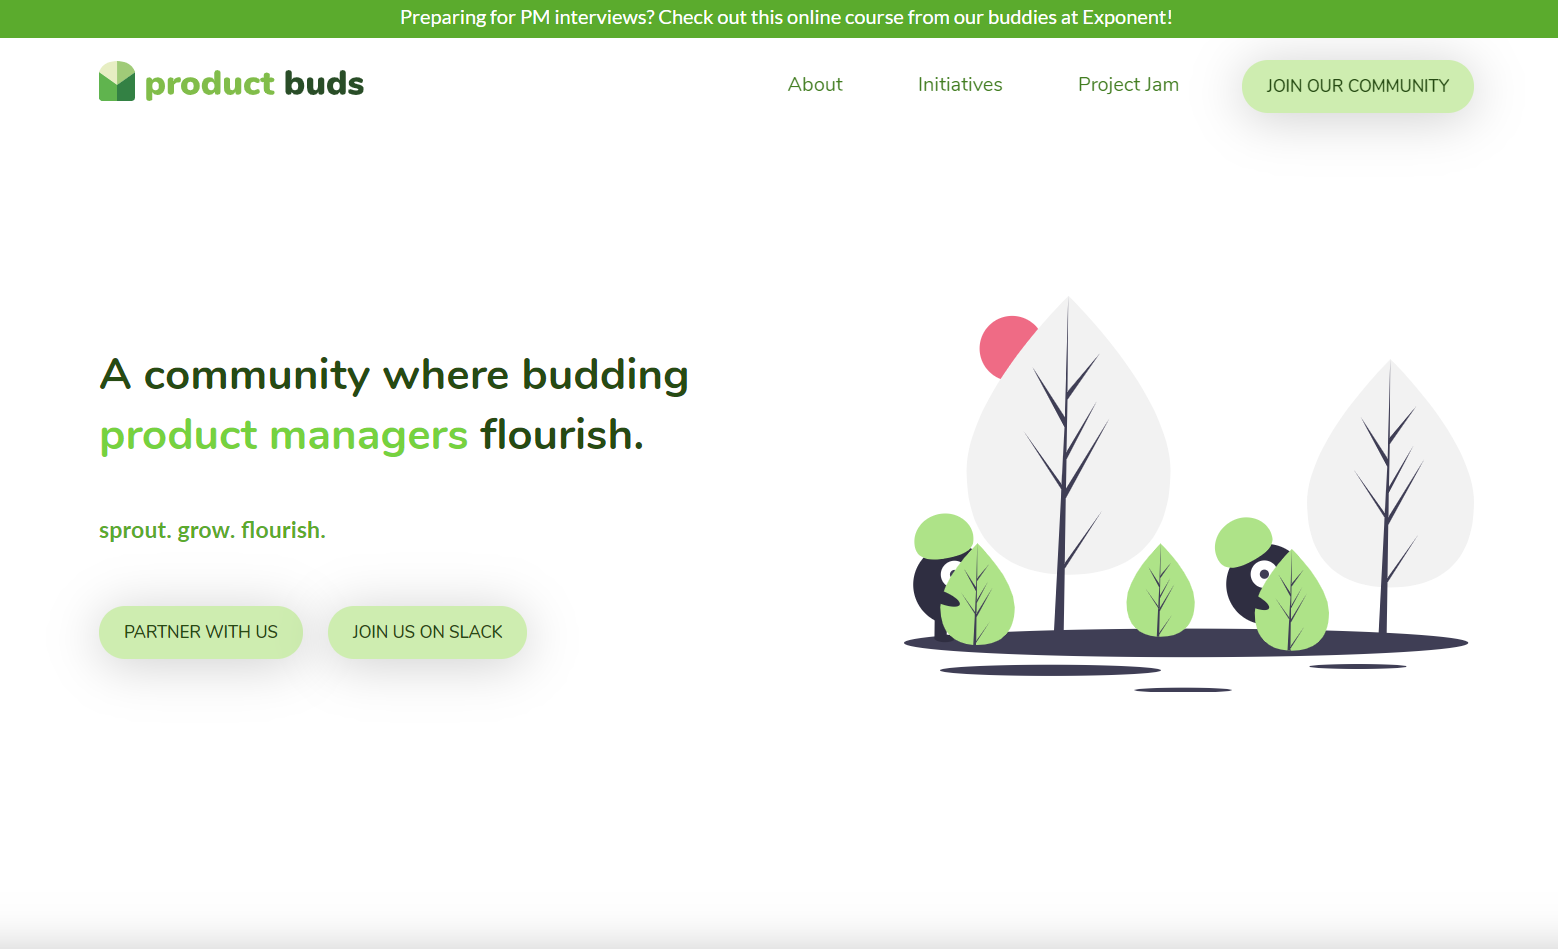 Preparing for PM interviews? Check out this online course from our buddies at Exponent!
product buds
About
Initiatives
Project Jam
JOIN OUR COMMUNITY
A community where budding
product managers flourish.
sprout. grow. flourish.
PARTNER WITH US
JOIN US ON SLACK